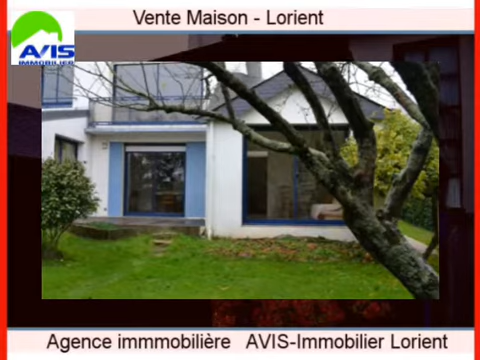 Vente Maison - Lorient
AVIS
IMMOBILIER
Agence immmobilière AVIS-Immobilier Lorient